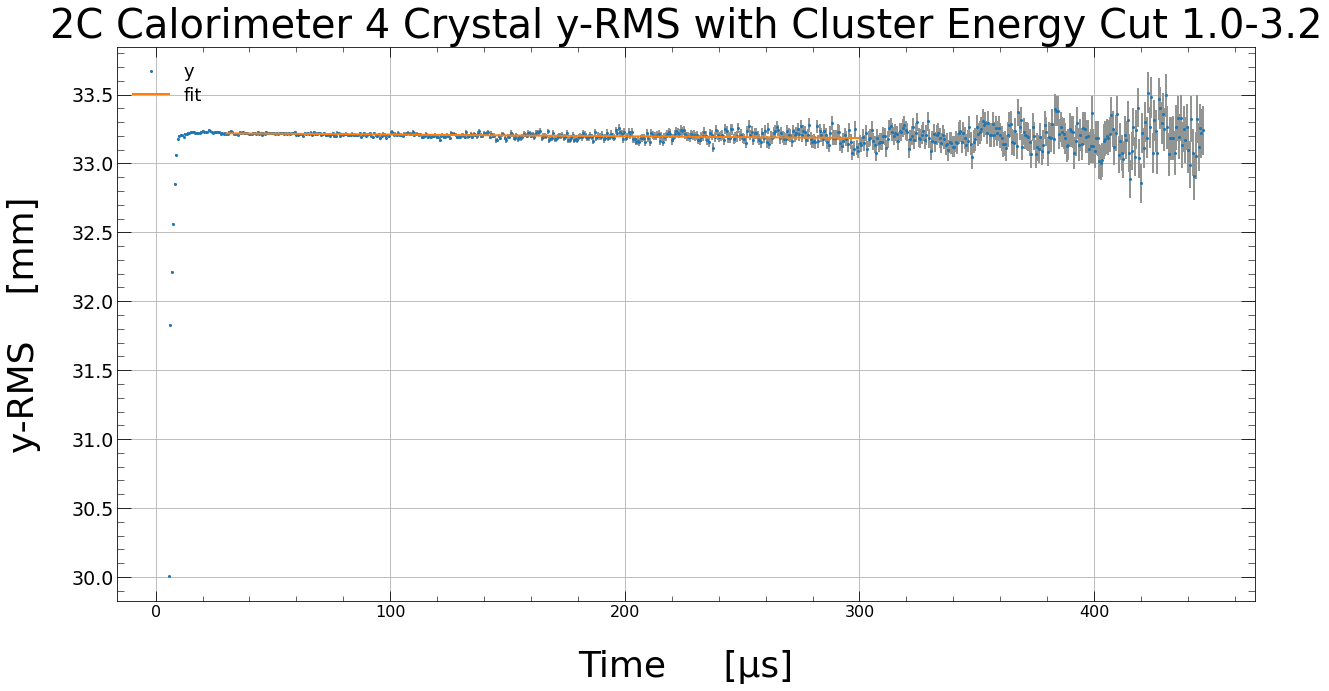 2C Calorimeter 4 Crystal y-RMS with Cluster Energy Cut 1.0-3.2
y
fit
33.5
33.0
32.5
32.0
31.5
31.0
30.5
30.0
y-RMS [mm]
0 100 200 300 400
Time [μs]